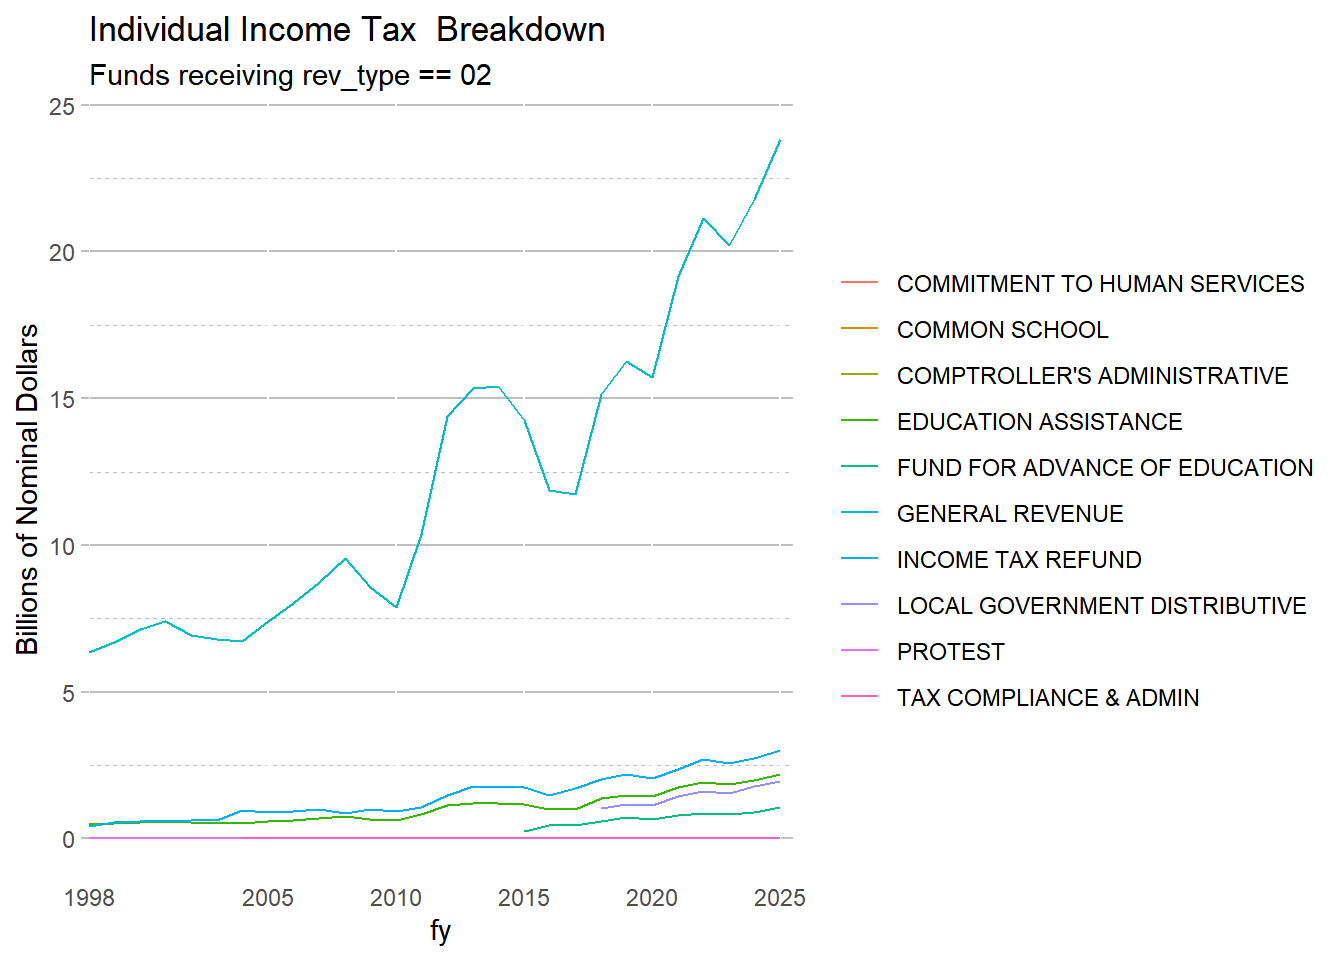 Individual Income Tax  Breakdown
Funds receiving rev_type == 02
25
20
15
10
5
0
Billions of Nominal Dollars
1998 2005 2010 2015 2020 2025
fy
COMMITMENT TO HUMAN SERVICES
COMMON SCHOOL
COMPTROLLER'S ADMINISTRATIVE
EDUCATION ASSISTANCE
FUND FOR ADVANCE OF EDUCATION
GENERAL REVENUE
INCOME TAX REFUND
LOCAL GOVERNMENT DISTRIBUTIVE
PROTEST
TAX COMPLIANCE & ADMIN